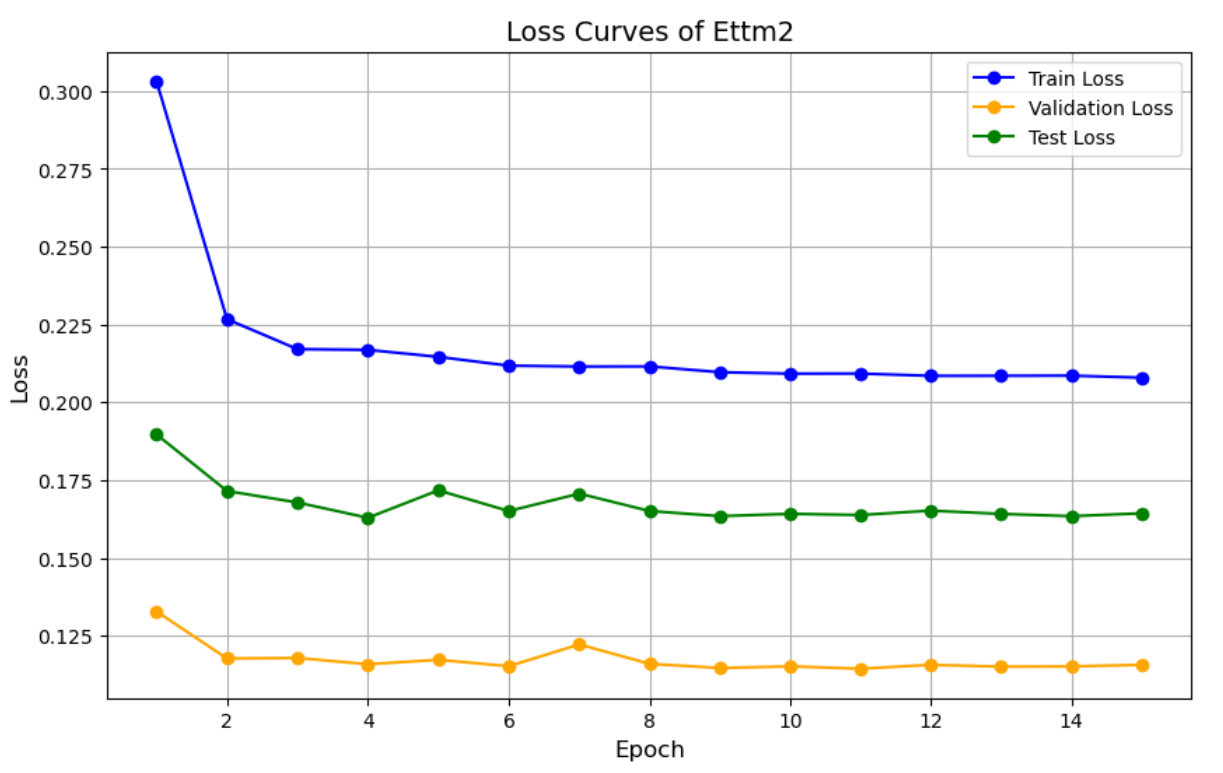 Loss Curves of Ettm2
Train Loss
Validation Loss
Test Loss
Loss
0.300
0.275
0.250
0.225
0.200
0.175
0.150
0.125
2 4 6 8 10 12 14
Epoch